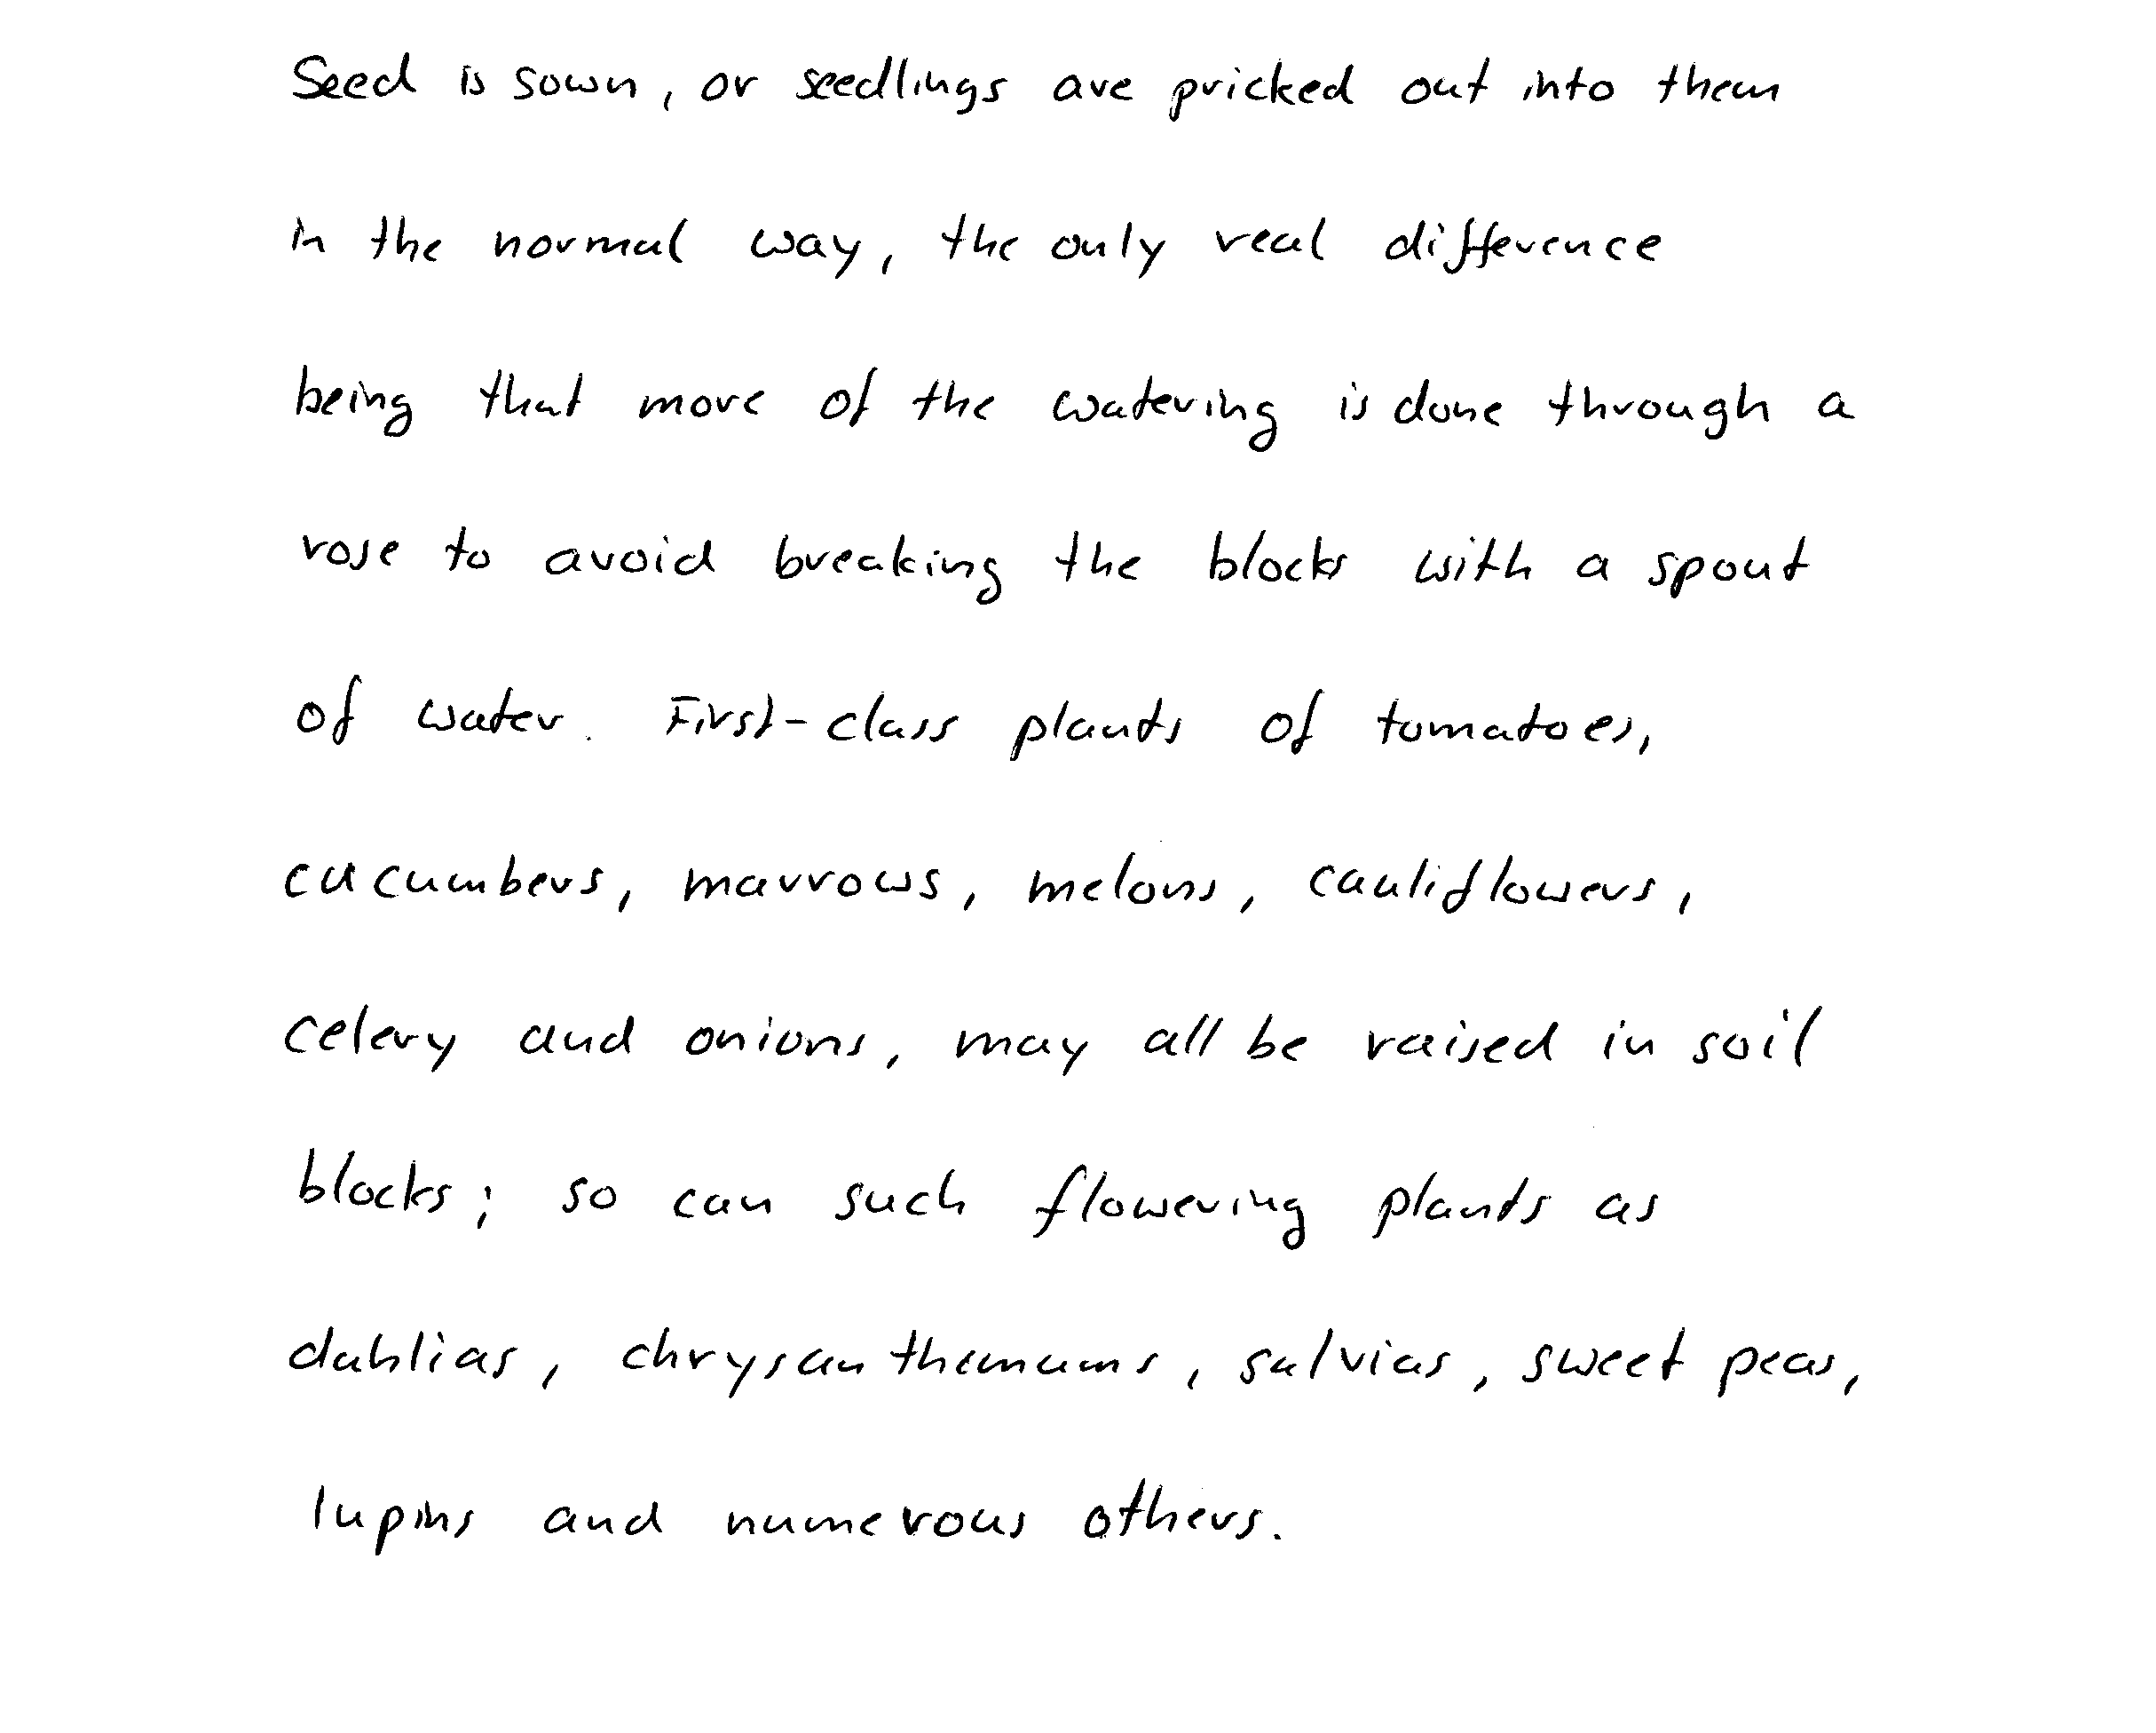 Seed is sown, or seedlings are pricked out into them
in the normal way, the only real difference
being that more of the watering is done through a
rose to avoid breaking the blocks with a spout
of water. First-class plants of tomatoes,
cucumbers, marrows, melons, cauliflowers,
celery and onions, may all be raised in soil
blocks; so can such flowering plants as
dahlias, chrysanthemums, salvias, sweet peas,
lupins and numerous others.